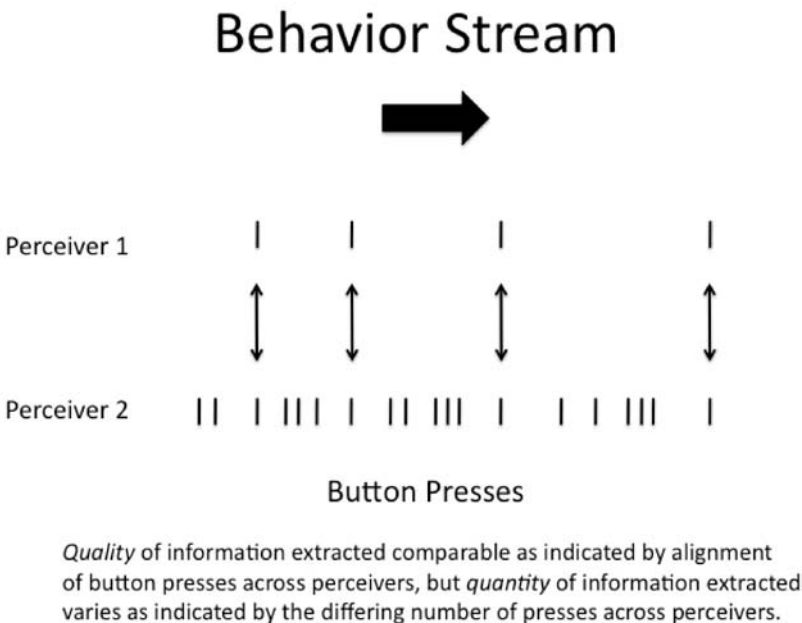 Behavior Stream
Perceiver 1
Perceiver 2
Button Presses
Quality of information extracted comparable as indicated by alignment
of button presses across perceivers, but quantity of information extracted
varies as indicated by the differing number of presses across perceivers.